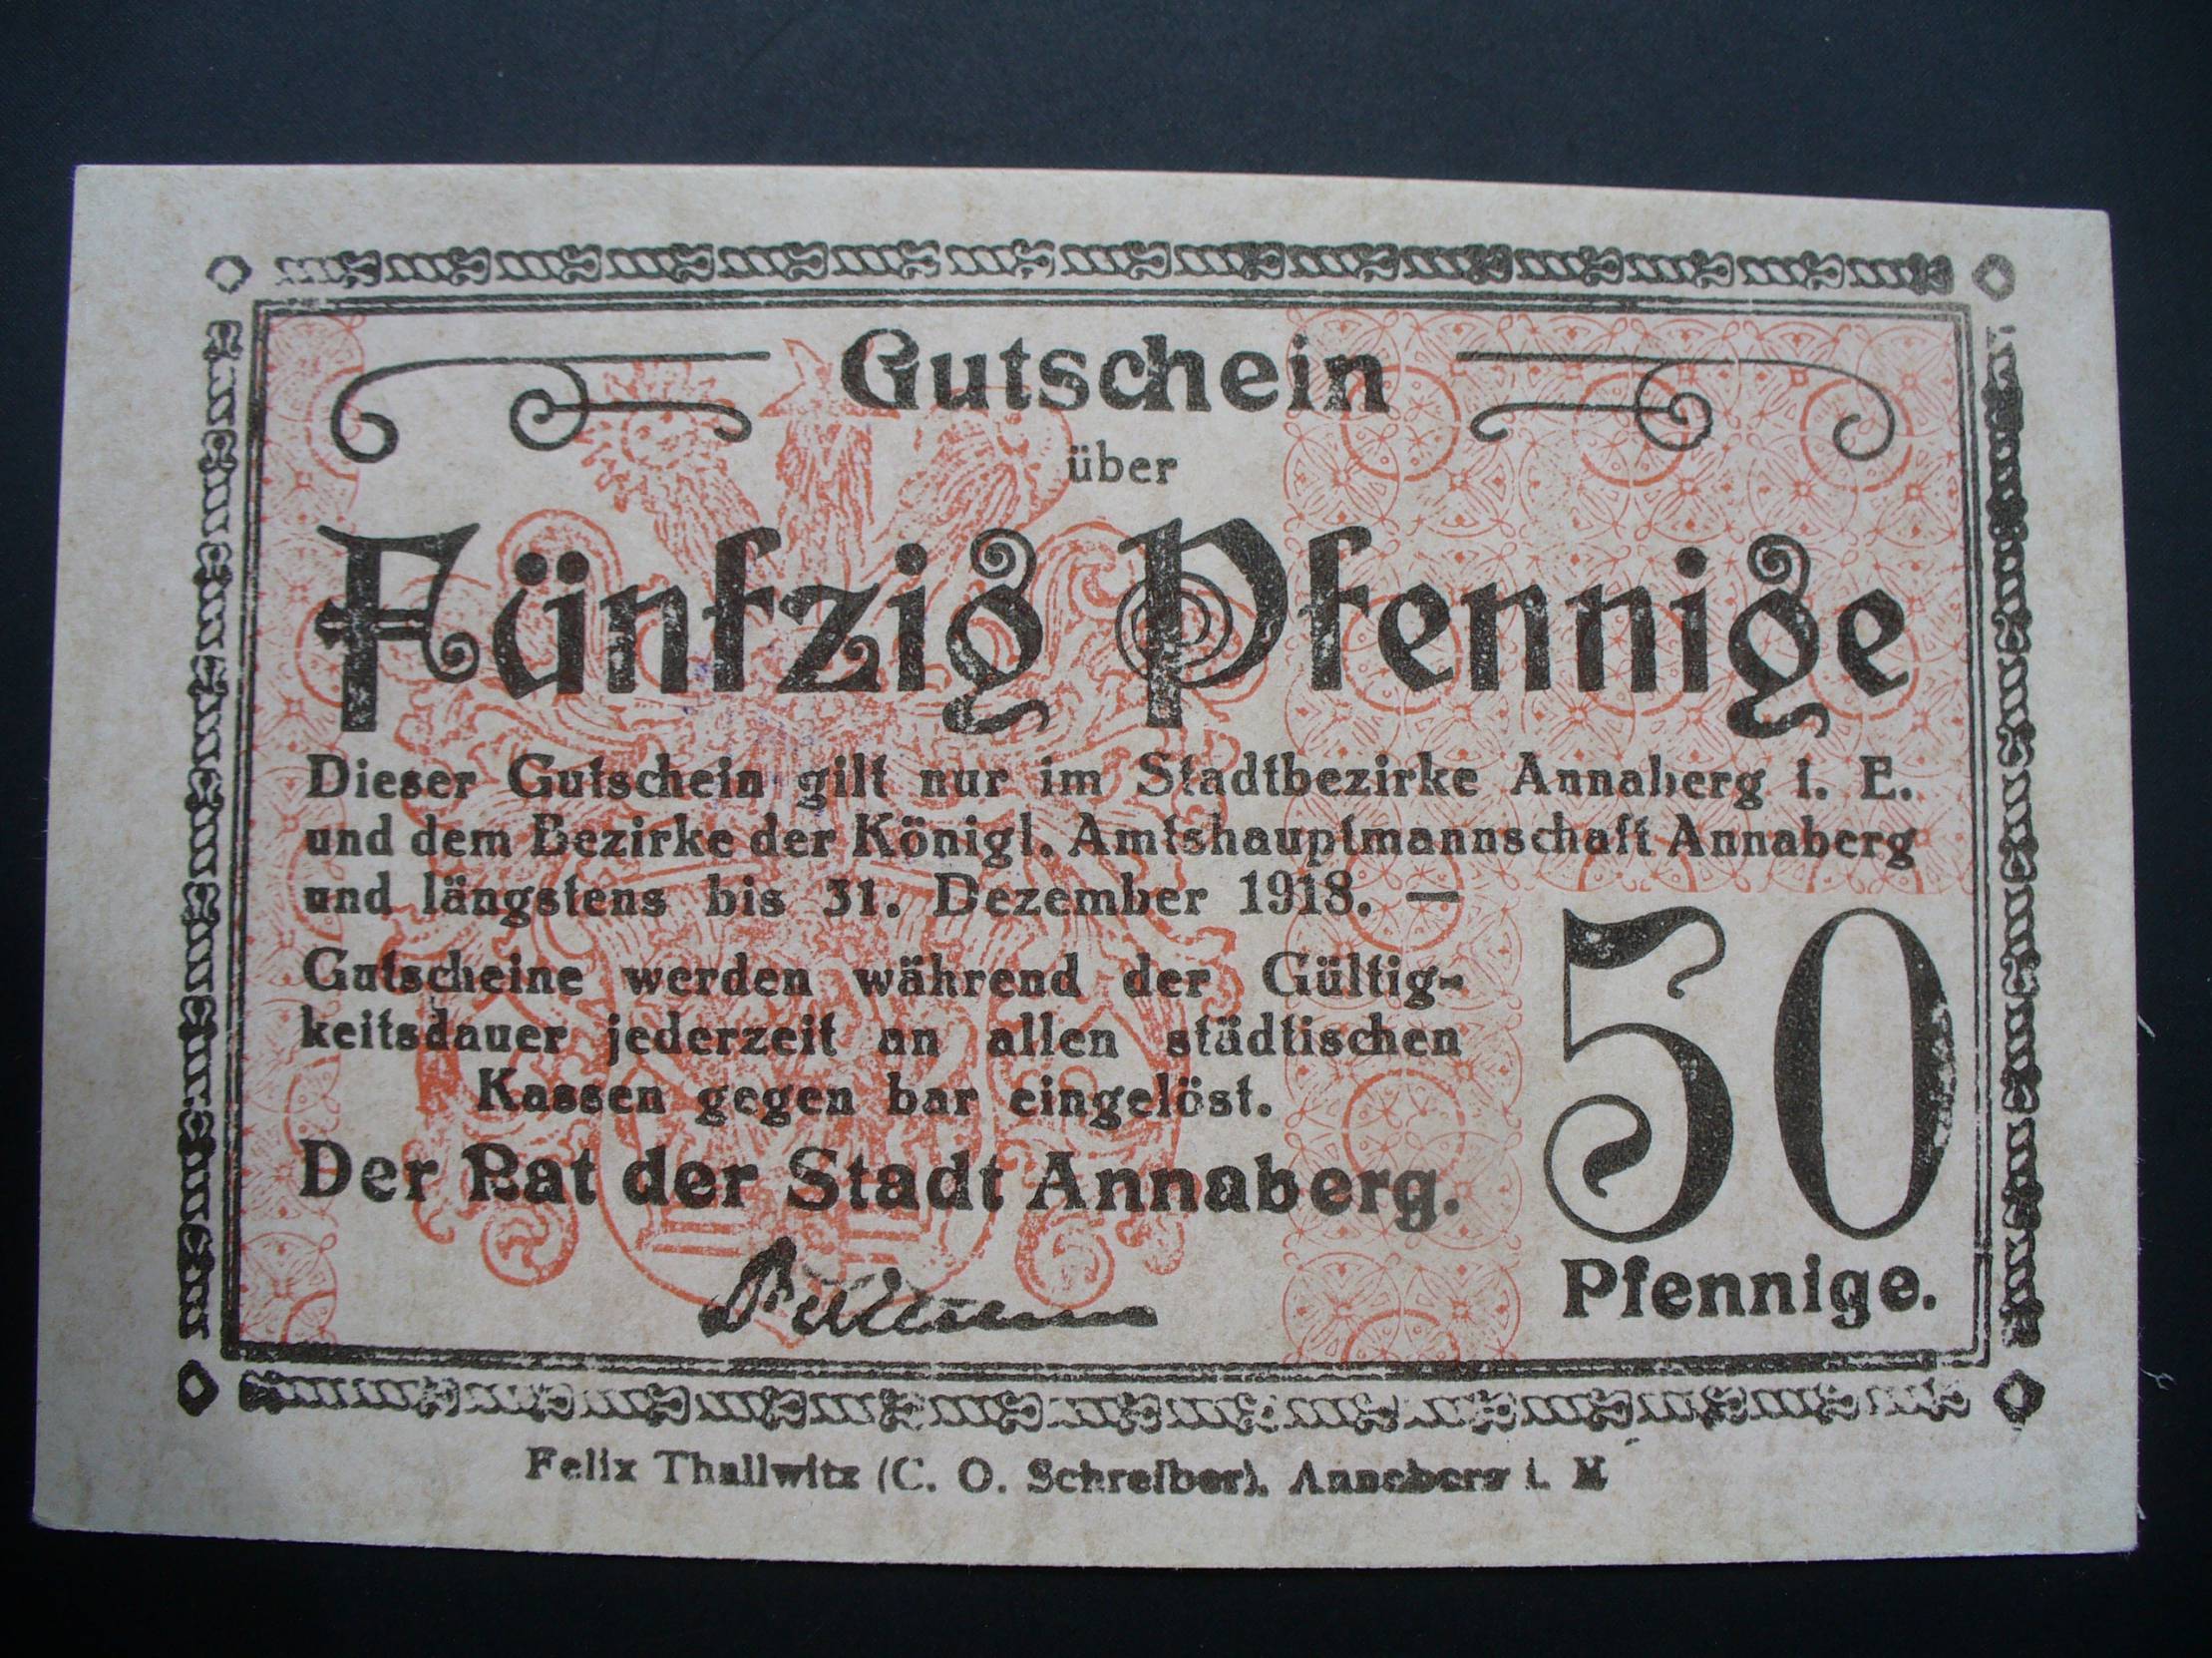 Gutschein
über
Fünfzig Pfennige
Dieser Gutschein gilt nur im Stadtbezirke Annaberg i. E.
und dem Bezirke der Königl. Amtshauptmannschaft Annaberg
und längstens bis 31. Dezember 1918. —
Gutscheine werden während der Gültig-
keitsdauer jederzeit an allen städtischen
Kassen gegen bar eingelöst.
Der Rat der Stadt Annaberg.
50
Pfennige.
Felix Thallwitz (C. O. Schreiber), Annaberg i.